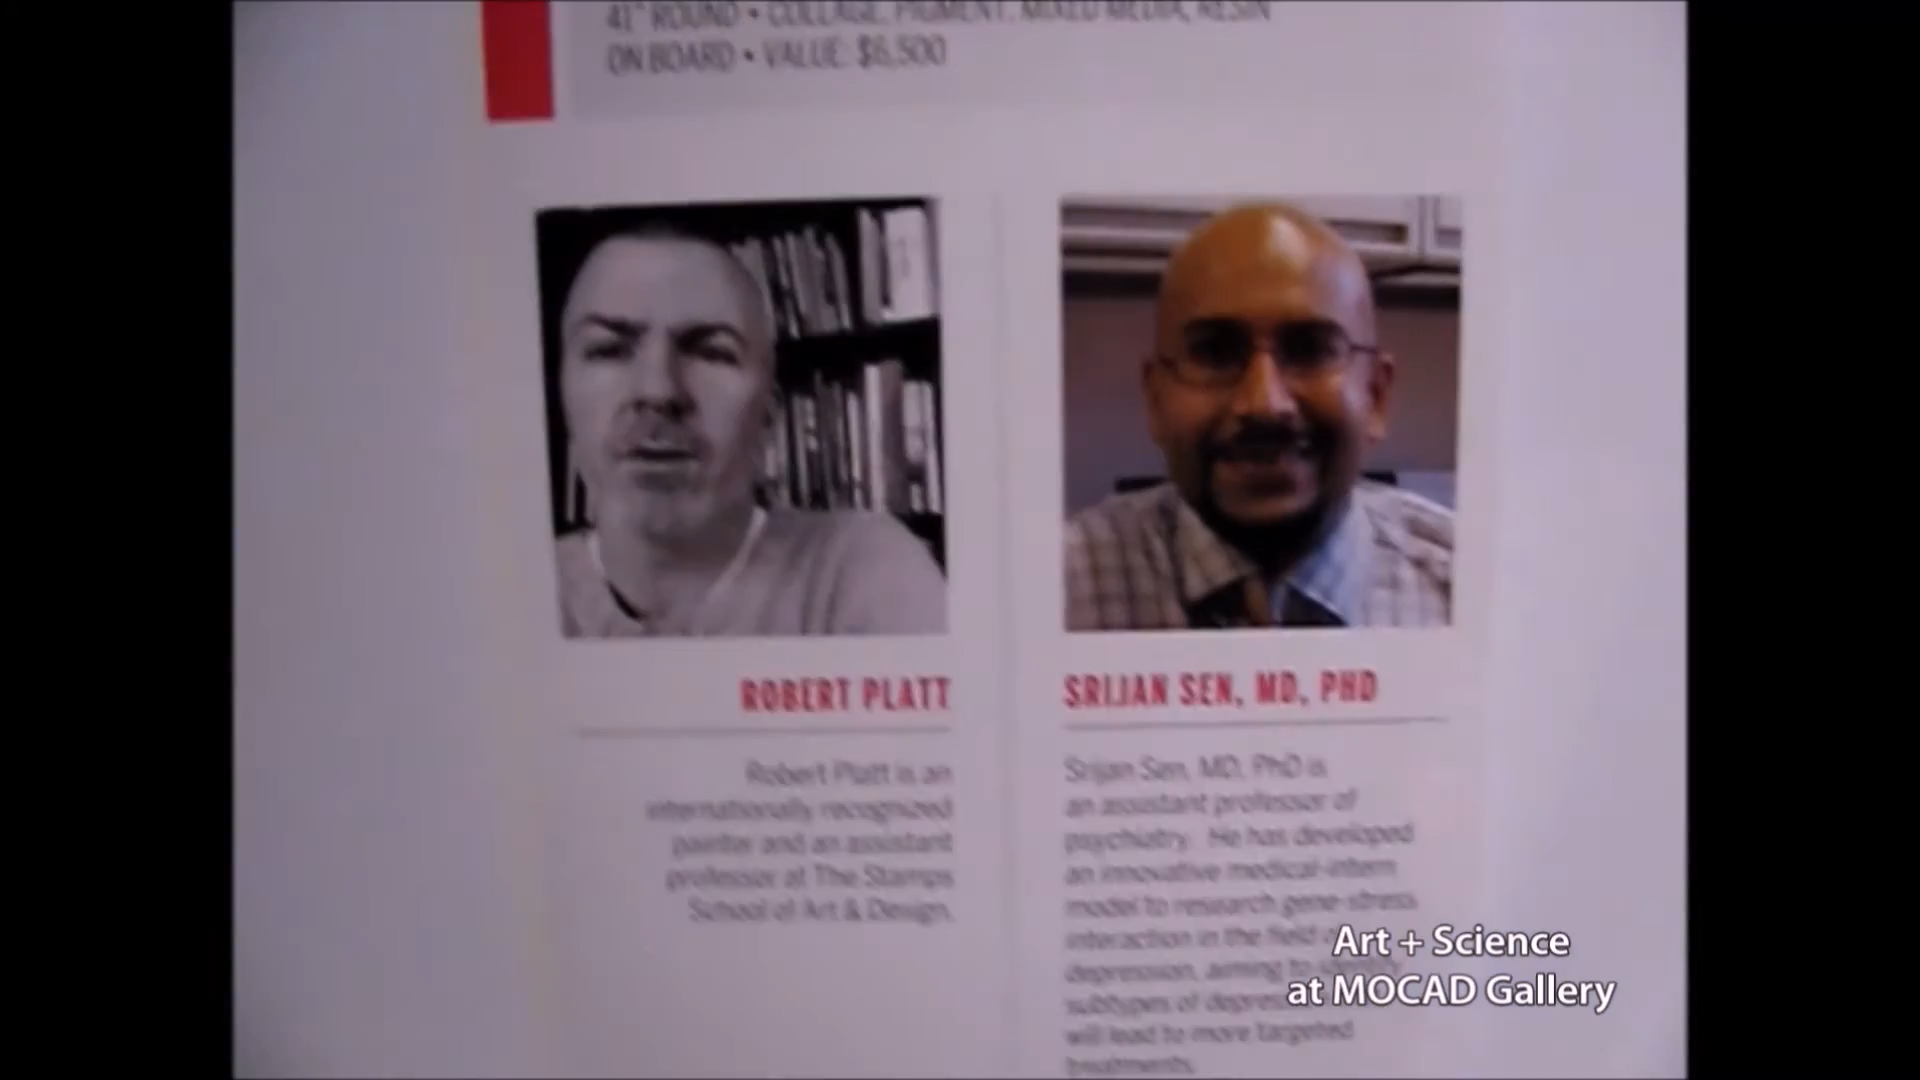 41" ROUND • COLLAGE, PIGMENT, MIXED MEDIA, RESIN
ON BOARD • VALUE: $6,500
ROBERT PLATT
Robert Platt is an
internationally recognized
painter and an assistant
professor at The Stamps
School of Art & Design.
SRIJAN SEN, MD, PHD
Srijan Sen, MD, PhD is
an assistant professor of
psychiatry. He has developed
an innovative medical-intern
model to research gene-stress
interaction in the field
depression, aiming to
subtypes of
will lead to more targeted
treatments.
Art + Science
at MOCAD Gallery